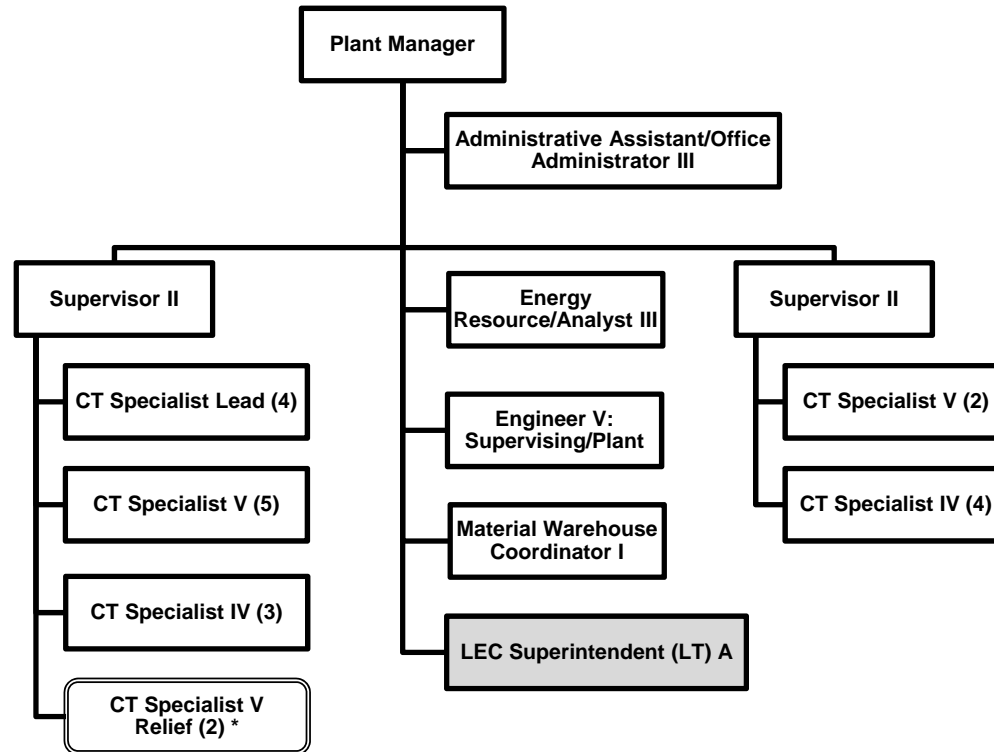 Plant Manager
Administrative Assistant/Office
Administrator III
Supervisor II
CT Specialist Lead (4)
CT Specialist V (5)
CT Specialist IV (3)
CT Specialist V
Relief (2) *
Energy
Resource/Analyst III
Engineer V:
Supervising/Plant
Material Warehouse
Coordinator I
LEC Superintendent (LT) A
Supervisor II
CT Specialist V (2)
CT Specialist IV (4)